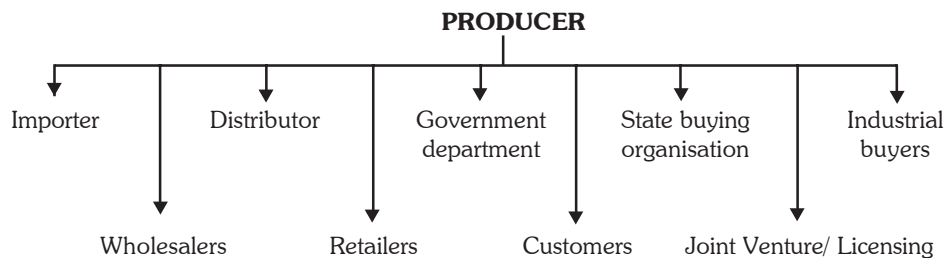 PRODUCER
Importer
Distributor
Government
department
State buying
organisation
Industrial
buyers
Wholesalers
Retailers
Customers
Joint Venture/ Licensing